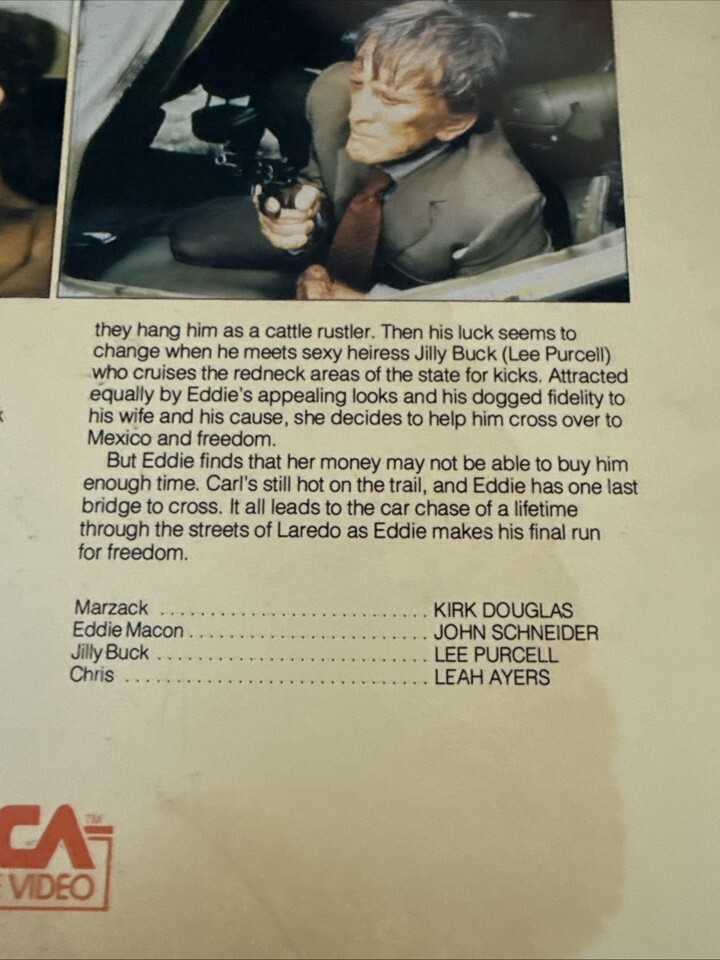 they hang him as a cattle rustler. Then his luck seems to
change when he meets sexy heiress Jilly Buck (Lee Purcell)
who cruises the redneck areas of the state for kicks. Attracted
equally by Eddie's appealing looks and his dogged fidelity to
his wife and his cause, she decides to help him cross over to
Mexico and freedom.
But Eddie finds that her money may not be able to buy him
enough time. Carl's still hot on the trail, and Eddie has one last
bridge to cross. It all leads to the car chase of a lifetime
through the streets of Laredo as Eddie makes his final run
for freedom.
Marzack ............................ KIRK DOUGLAS
Eddie Macon ......................... JOHN SCHNEIDER
Jilly Buck ............................ LEE PURCELL
Chris ............................... LEAH AYERS
CA™
VIDEO